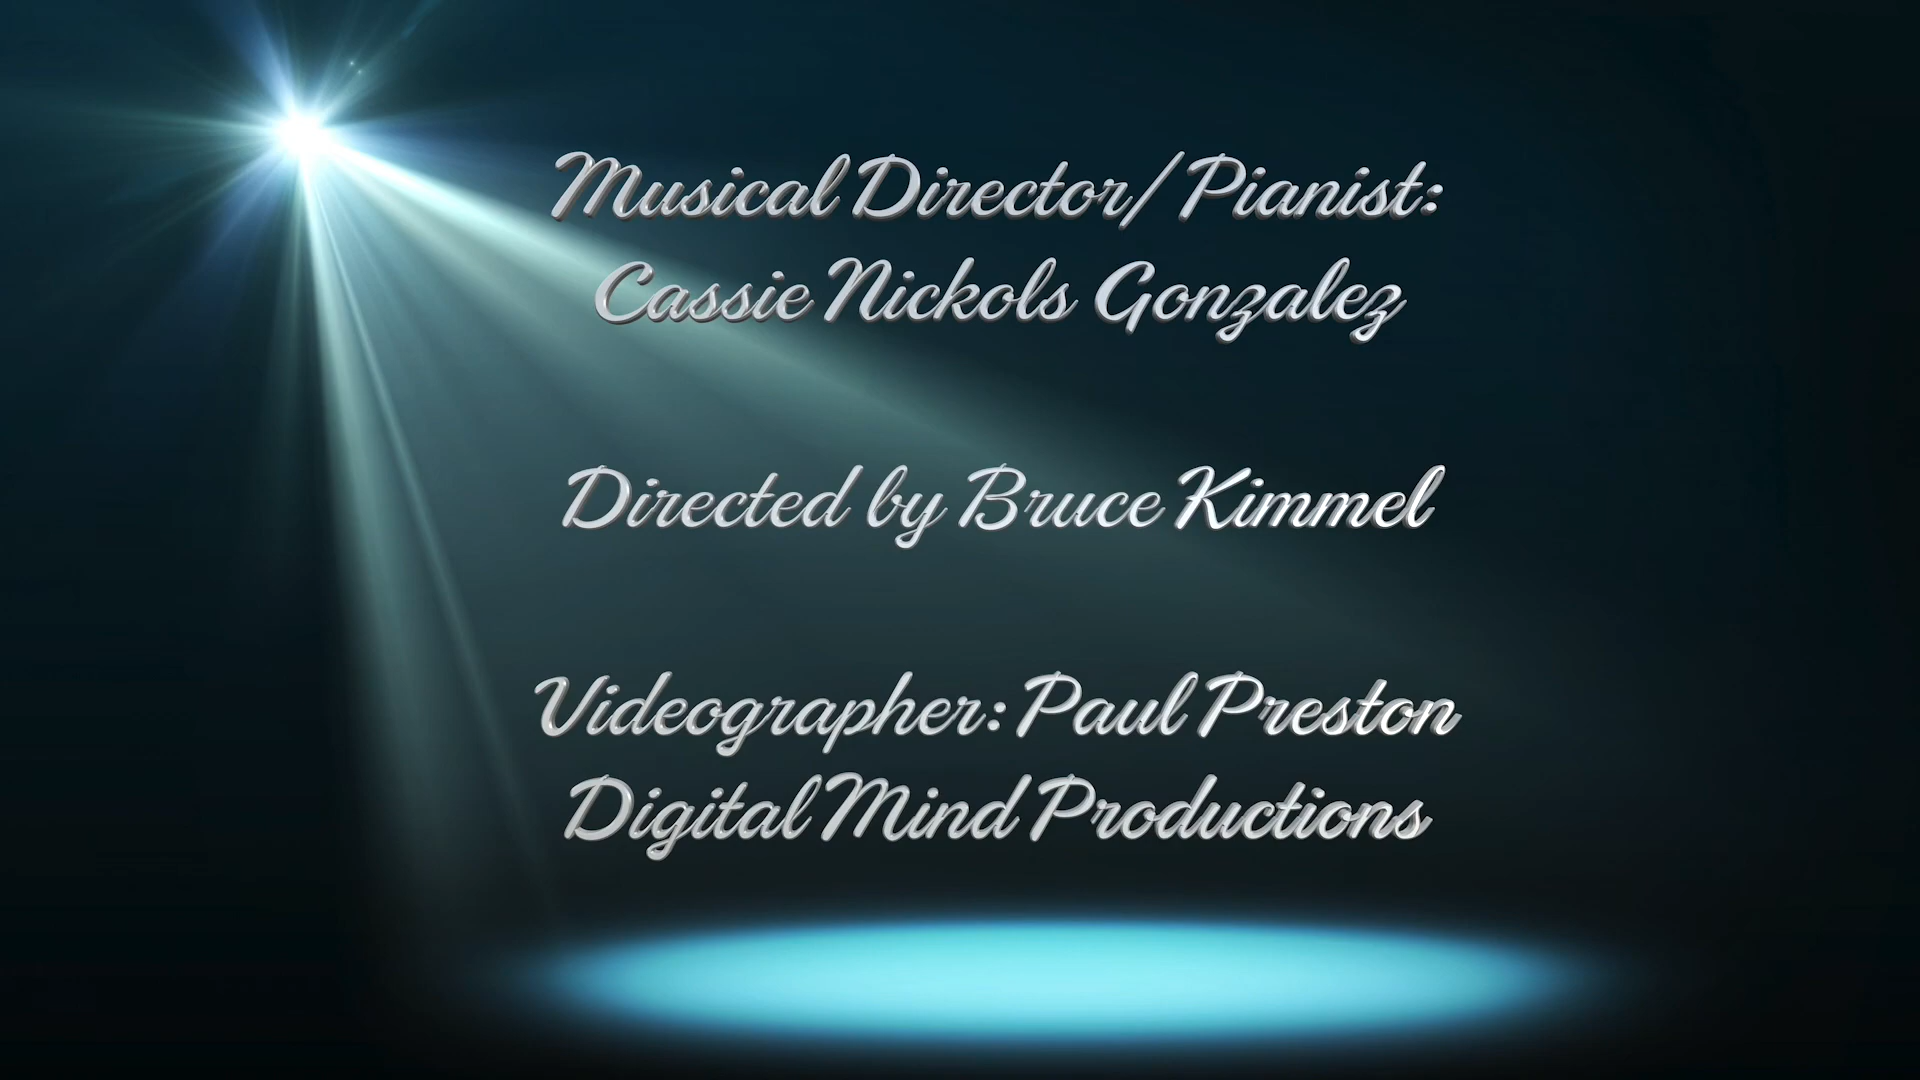 Musical Director/Pianist:
Cassie Nickols Gonzalez
Directed by Bruce Kimmel
Videographer: Paul Preston
Digital Mind Productions